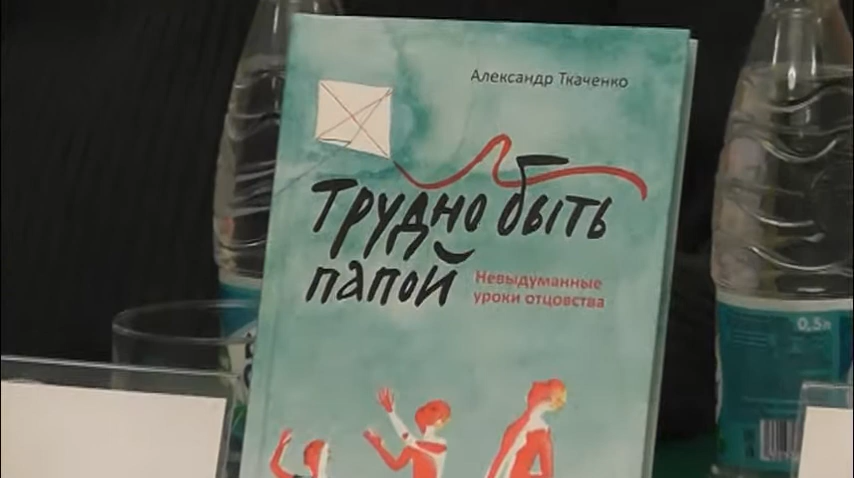 Александр Ткаченко
Трудно быть
папой
Невыдуманные
уроки отцовства
0,5л